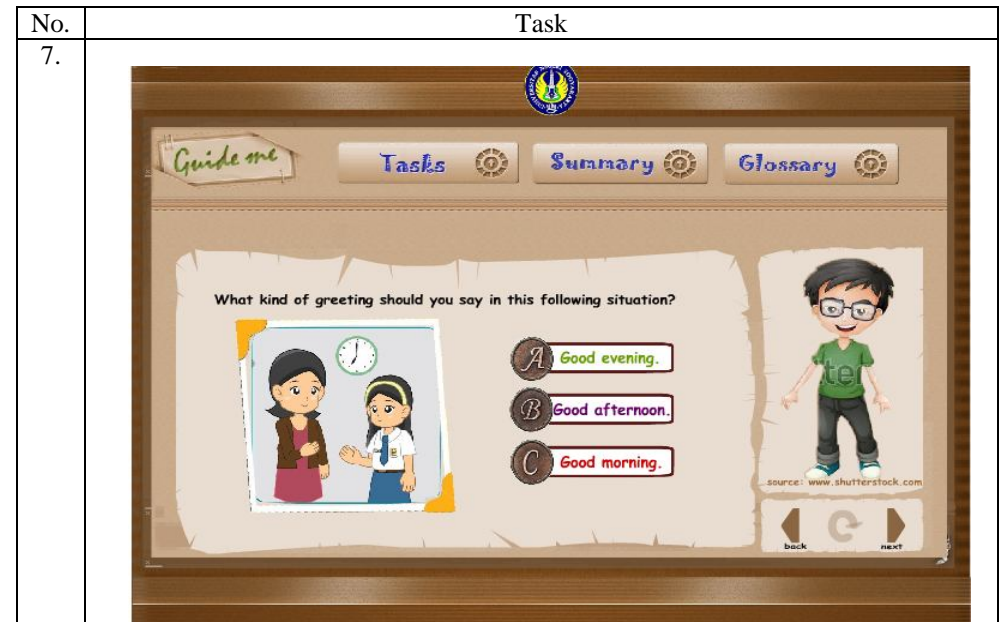 No. Task
7.
Guide me Tasks Summary Glossary
What kind of greeting should you say in this following situation?
A Good evening.
B Good afternoon.
C Good morning.
ter
source: www.shutterstock.com
back next